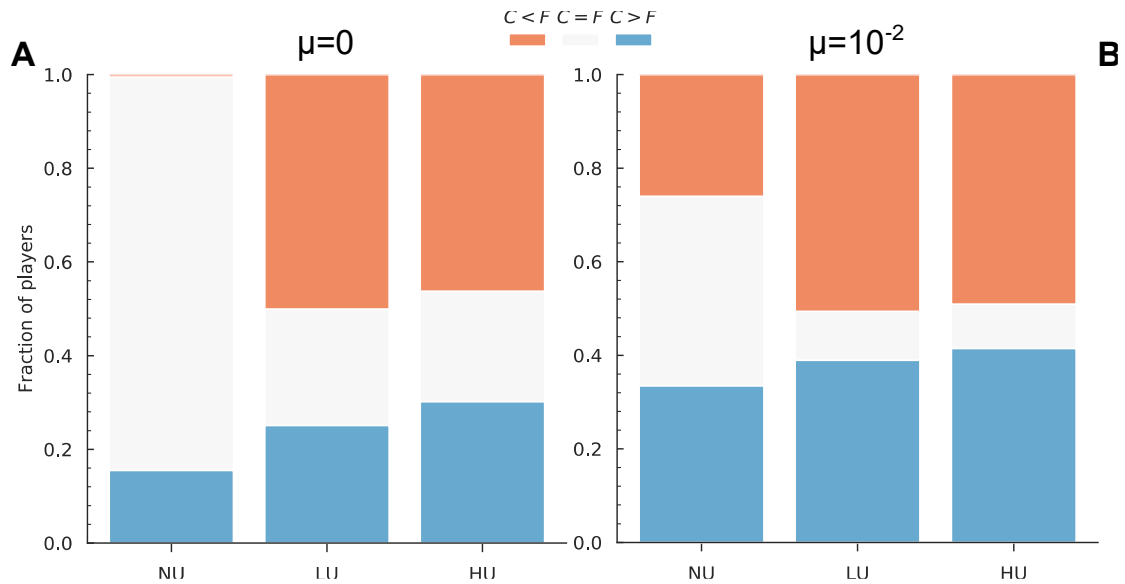 C < F C = F C > F
A μ=0 μ=10⁻² B
1.0 1.0
0.8 0.8
0.6 0.6
Fraction of players
0.4 0.4
0.2 0.2
0.0 0.0
NU LU HU NU LU HU